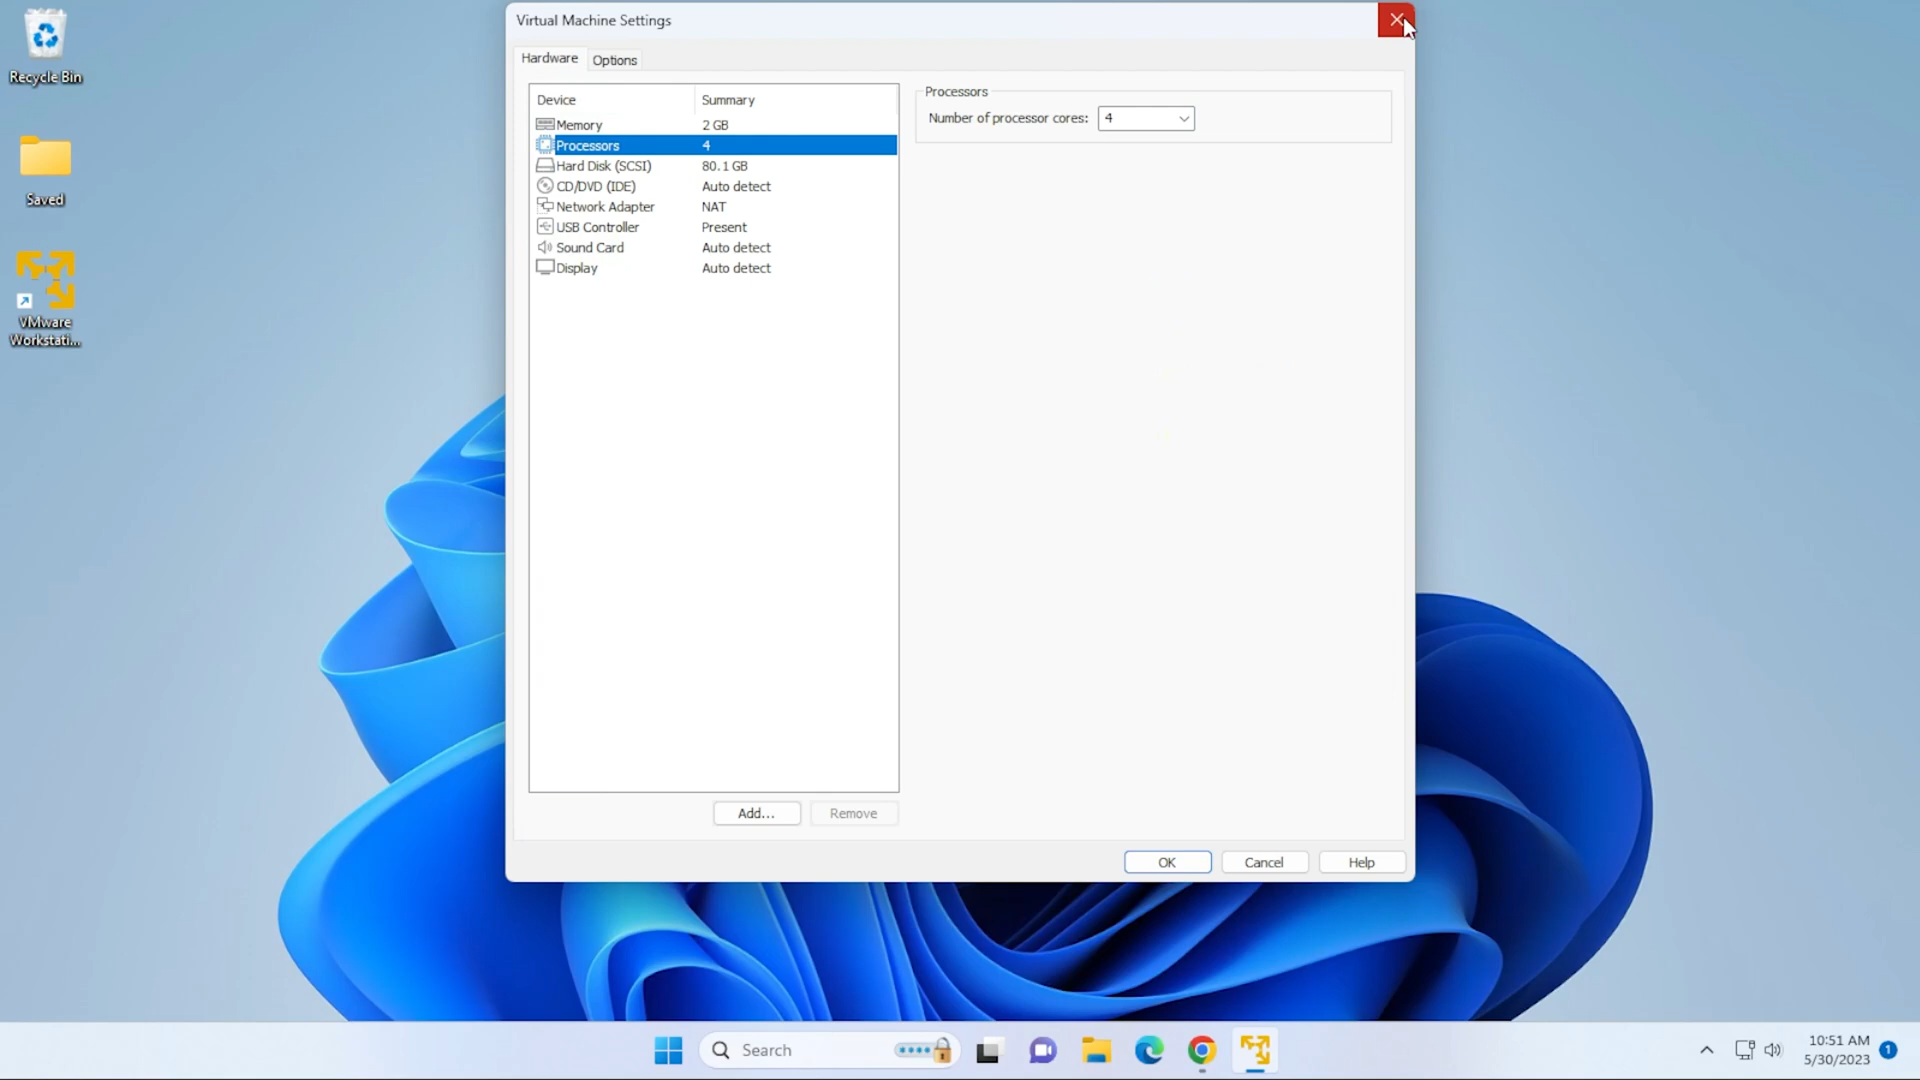 Recycle Bin
Saved
VMware
Workstati...
Virtual Machine Settings
Hardware
Options
Device Summary
Memory 2 GB
Processors 4
Hard Disk (SCSI) 80.1 GB
CD/DVD (IDE) Auto detect
Network Adapter NAT
USB Controller Present
Sound Card Auto detect
Display Auto detect
Add...
Remove
Processors
Number of processor cores: 4
OK
Cancel
Help
Search
10:51 AM
5/30/2023
1